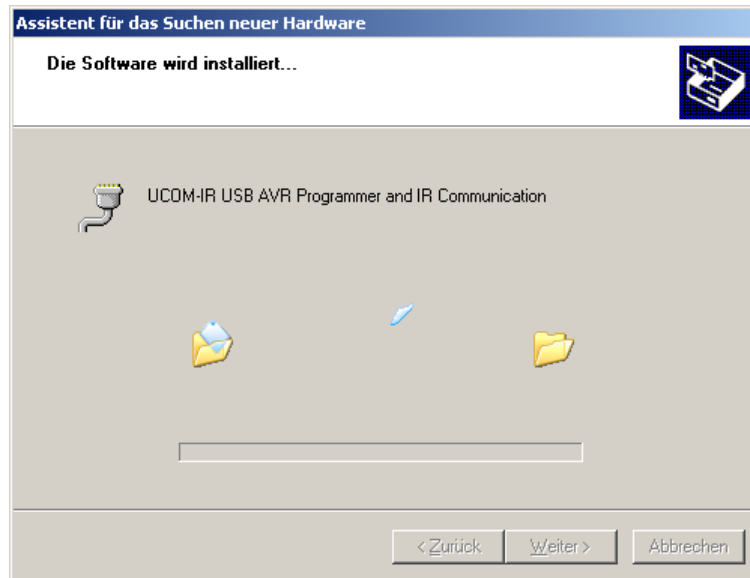 Assistent für das Suchen neuer Hardware
Die Software wird installiert...
UCOM-IR USB AVR Programmer and IR Communication
< Zurück
Weiter >
Abbrechen